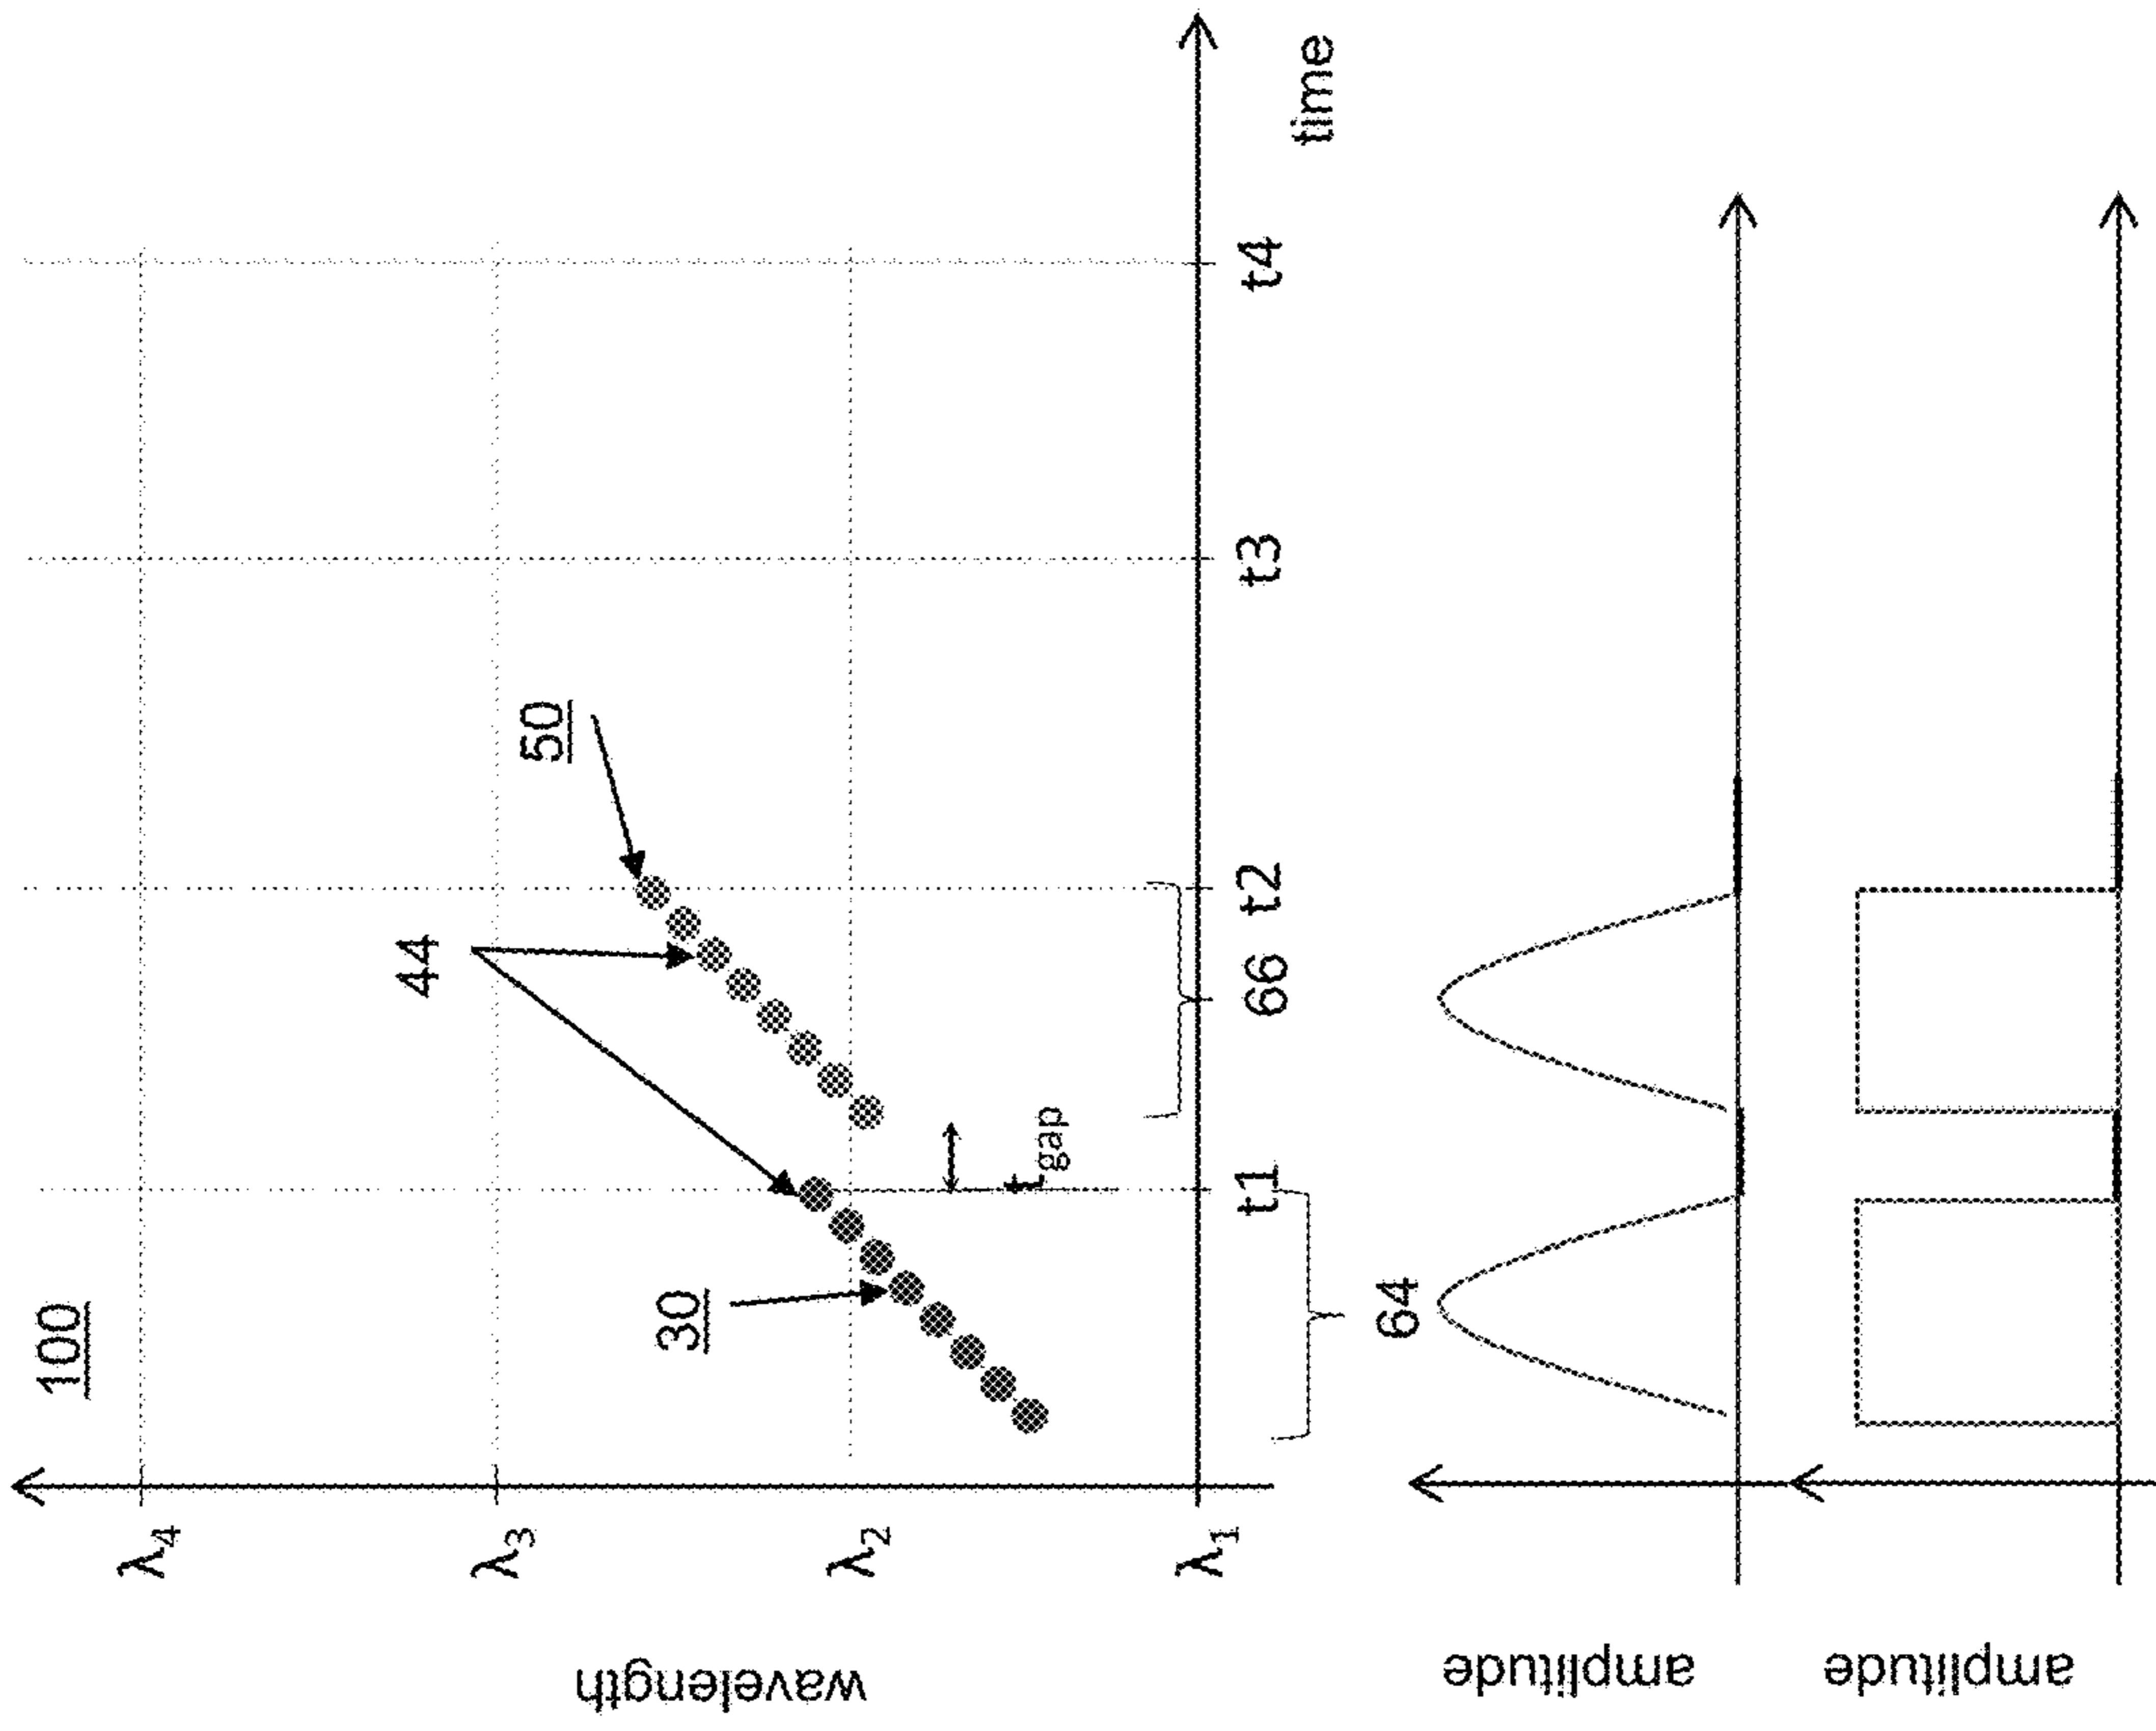 100
wavelength
λ4
λ3
λ2
λ1
30
44
50
tgap
t1
66
t2
t3
t4
time
64
amplitude
amplitude